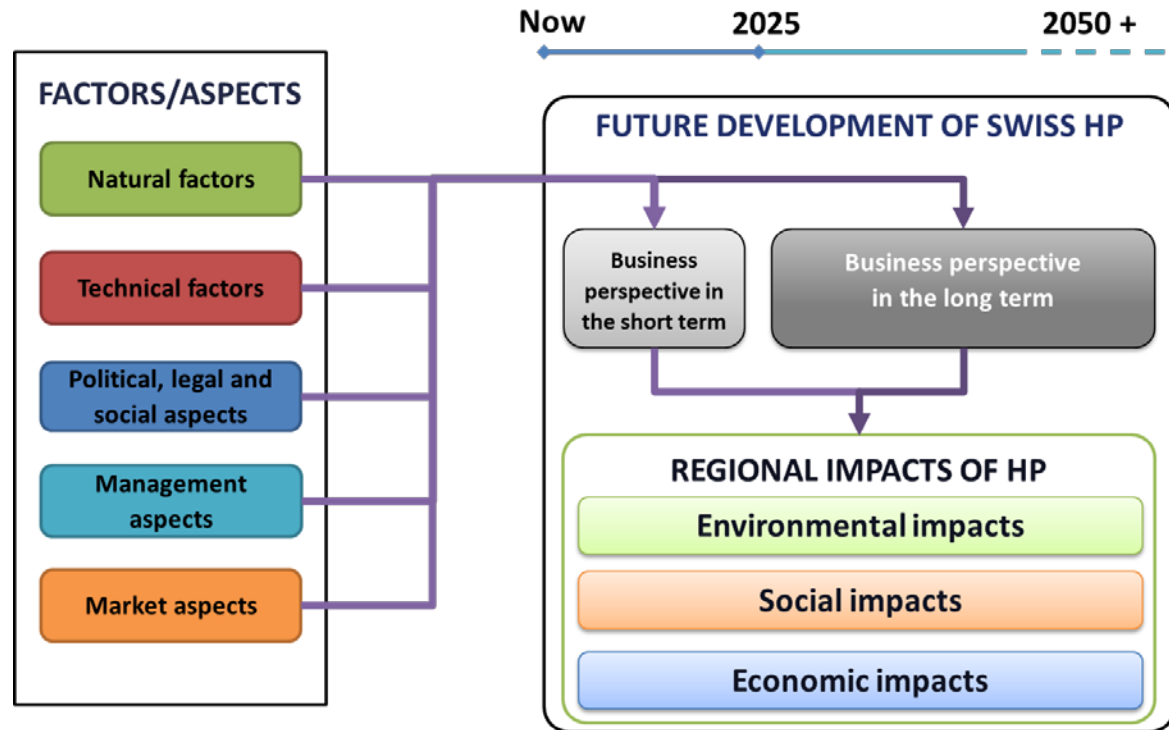 Now 2025 2050 +
FACTORS/ASPECTS
Natural factors
Technical factors
Political, legal and
social aspects
Management
aspects
Market aspects
FUTURE DEVELOPMENT OF SWISS HP
Business
perspective in
the short term
Business perspective
in the long term
REGIONAL IMPACTS OF HP
Environmental impacts
Social impacts
Economic impacts